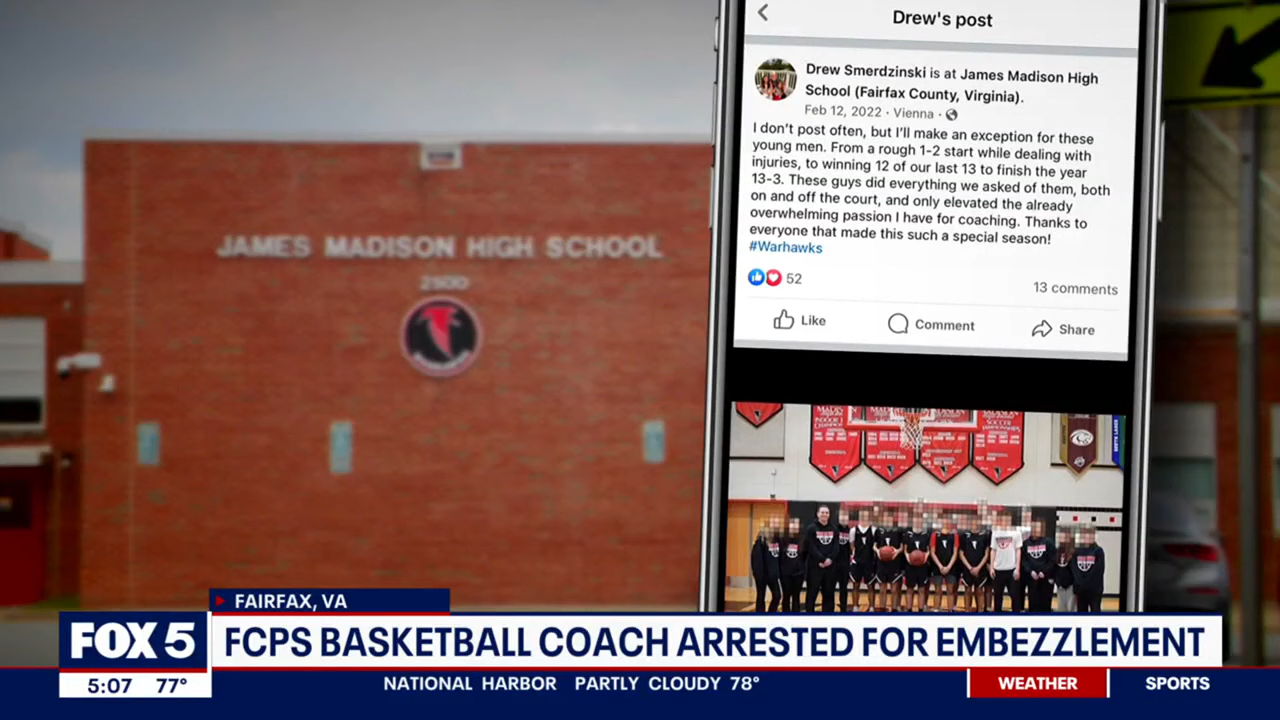 Drew's post
Drew Smerdzinski is at James Madison High
School (Fairfax County, Virginia).
Feb 12, 2022 · Vienna ·
I don't post often, but I'll make an exception for these
young men. From a rough 1-2 start while dealing with
injuries, to winning 12 of our last 13 to finish the year
13-3. These guys did everything we asked of them, both
on and off the court, and only elevated the already
overwhelming passion I have for coaching. Thanks to
everyone that made this such a special season!
#Warhawks
52
13 comments
Like
Comment
Share
JAMES MADISON HIGH SCHOOL
2500
FAIRFAX, VA
FOX 5
FCPS BASKETBALL COACH ARRESTED FOR EMBEZZLEMENT
5:07 77°
NATIONAL HARBOR PARTLY CLOUDY 78°
WEATHER
SPORTS